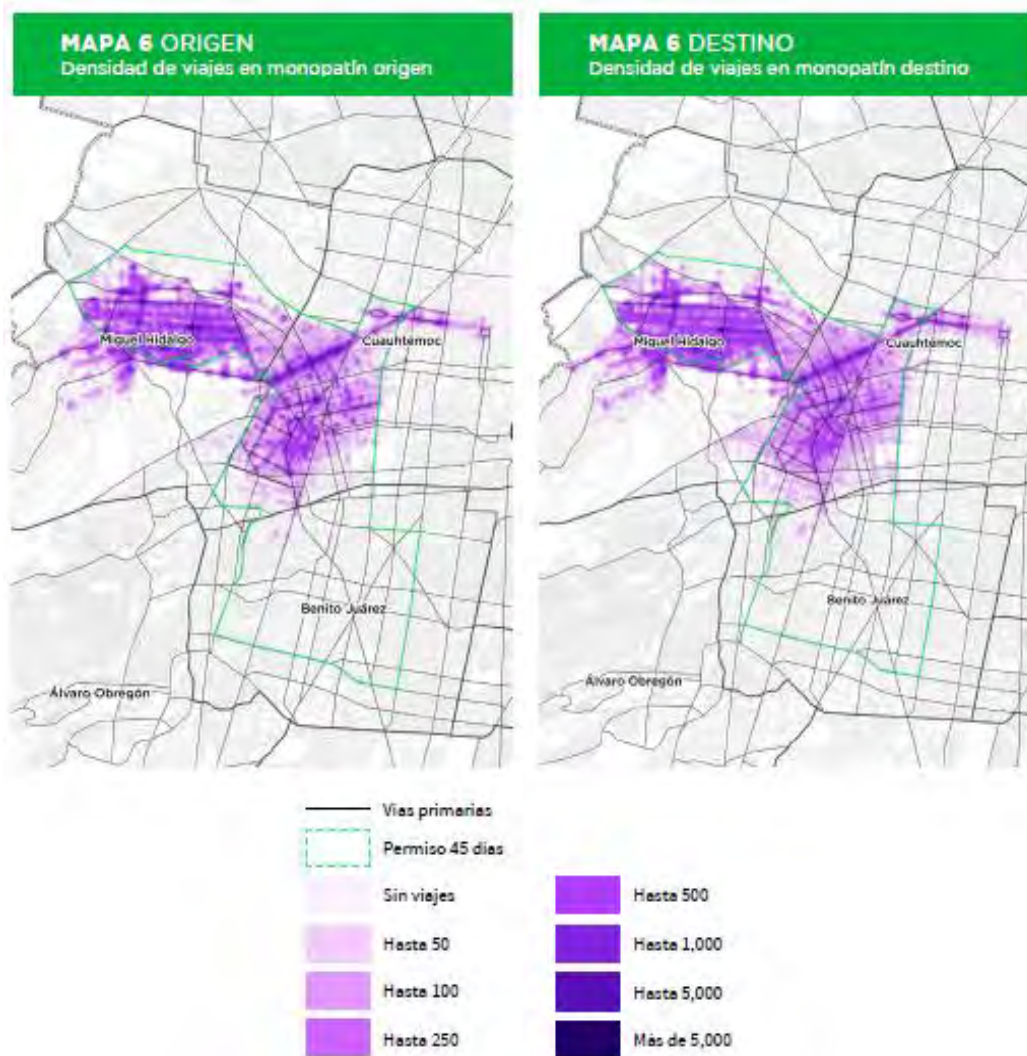 MAPA 6 ORIGEN
Densidad de viajes en monopatín origen
Miguel Hidalgo
Cuauhtémoc
Benito Juárez
Álvaro Obregón
MAPA 6 DESTINO
Densidad de viajes en monopatín destino
Miguel Hidalgo
Cuauhtémoc
Benito Juárez
Álvaro Obregón
Vías primarias
Permiso 45 días
Sin viajes
Hasta 50
Hasta 100
Hasta 250
Hasta 500
Hasta 1,000
Hasta 5,000
Más de 5,000